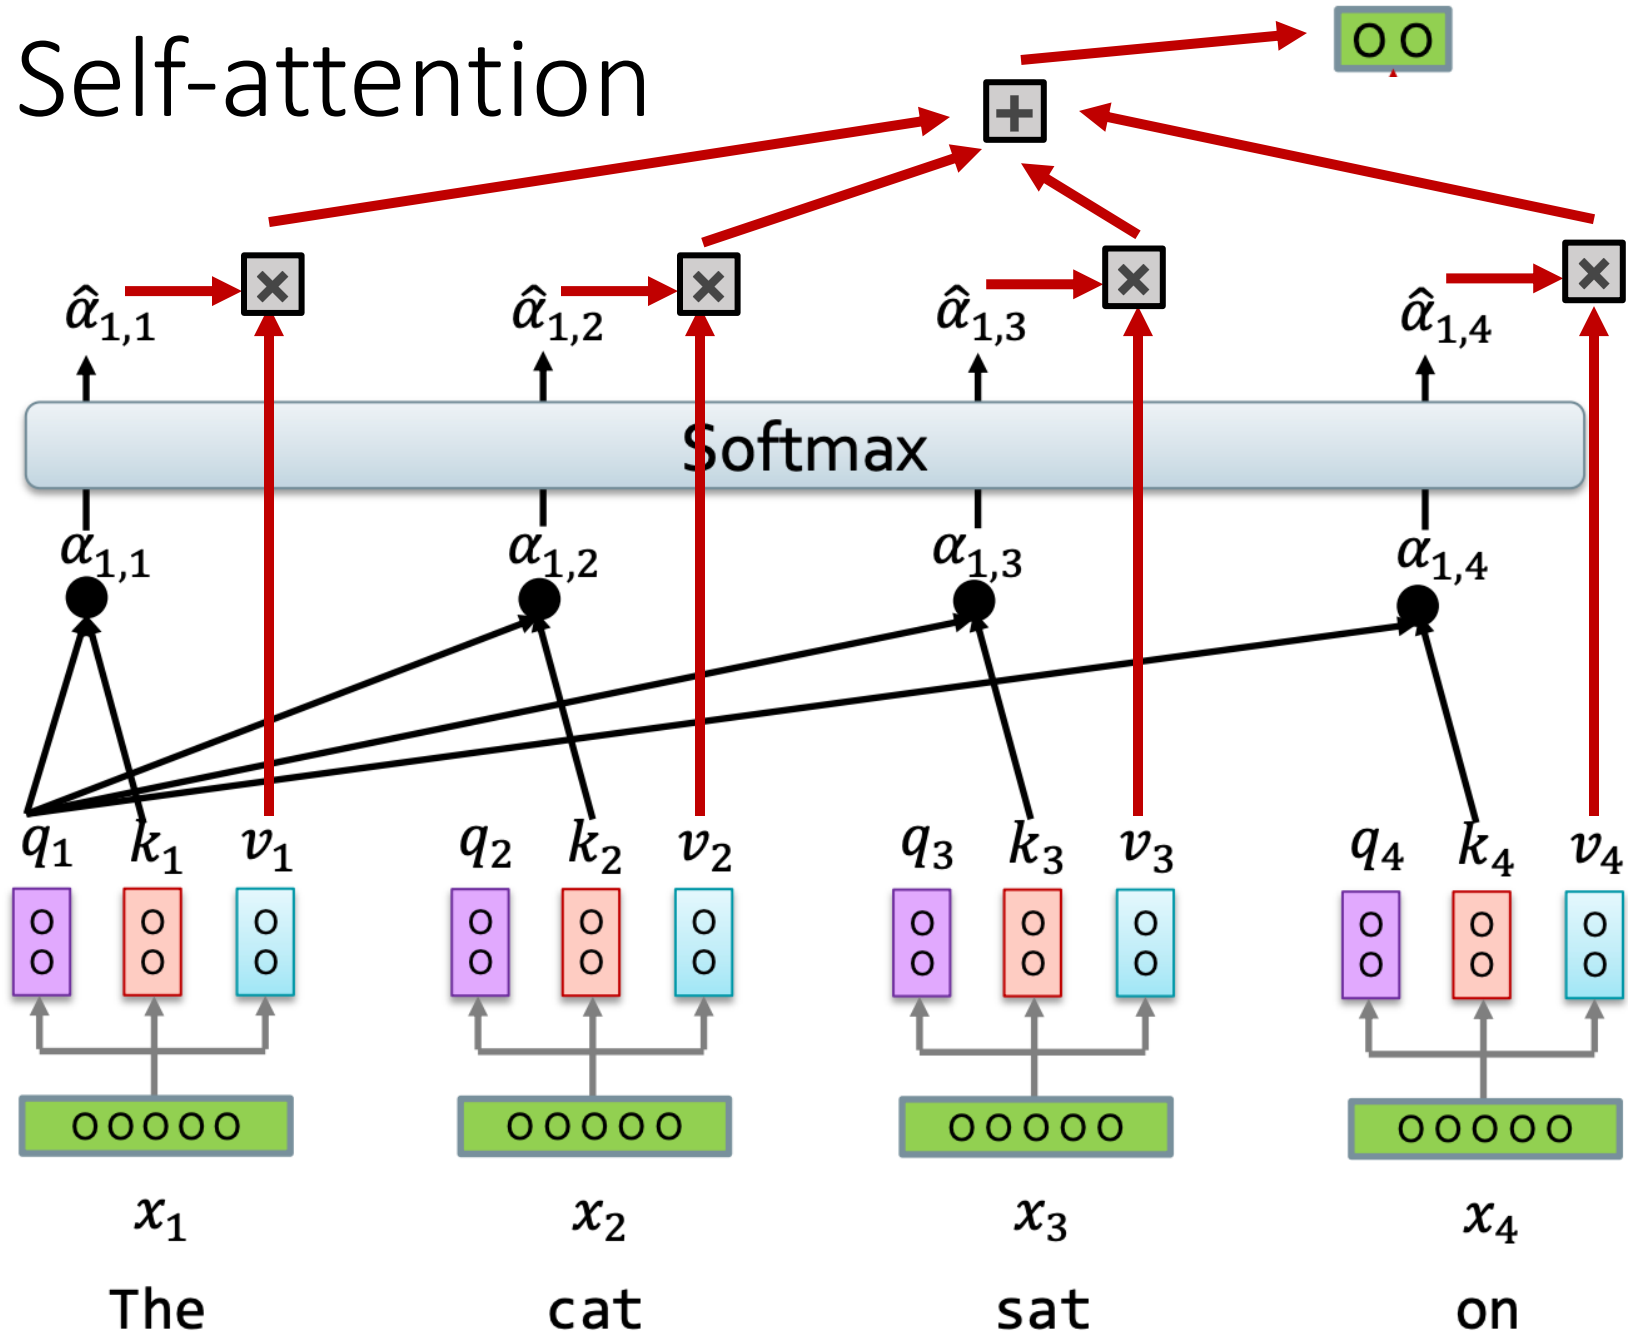 Self-attention
O O
+
× × × ×
α̂1,1 α̂1,2 α̂1,3 α̂1,4
Softmax
α1,1 α1,2 α1,3 α1,4
q1 k1 v1 q2 k2 v2 q3 k3 v3 q4 k4 v4
O O O O O O O O O O O O
O O O O O O O O O O O O
O O O O O O O O O O O O O O O O O O O O
x1 x2 x3 x4
The cat sat on